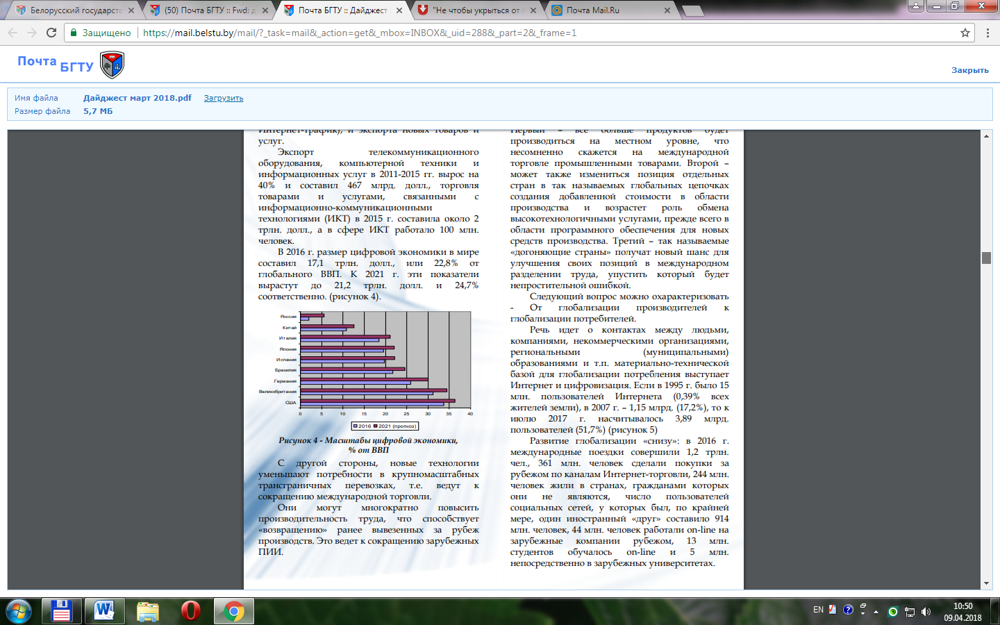 Белорусский государстве
(50) Почта БГТУ :: Fwd: д
Почта БГТУ :: Дайджест
"Не чтобы укрыться от
Почта Mail.Ru
Защищено
https://mail.belstu.by/mail/?_task=mail&_action=get&_mbox=INBOX&_uid=288&_part=2&_frame=1
Почта БГТУ
Закрыть
Имя файла Дайджест март 2018.pdf Загрузить
Размер файла 5,7 МБ
Интернет-трафик), и экспорта новых товаров и
услуг.
Экспорт телекоммуникационного
оборудования, компьютерной техники и
информационных услуг в 2011-2015 гг. вырос на
40% и составил 467 млрд. долл., торговля
товарами и услугами, связанными с
информационно-коммуникационными
технологиями (ИКТ) в 2015 г. составила около 2
трлн. долл., а в сфере ИКТ работало 100 млн.
человек.
В 2016 г. размер цифровой экономики в мире
составил 17,1 трлн. долл., или 22,8% от
глобального ВВП. К 2021 г. эти показатели
вырастут до 21,2 трлн. долл. и 24,7%
соответственно. (рисунок 4).
Россия
Китай
Италия
Япония
Испания
Бразилия
Германия
Великобритания
США
0 5 10 15 20 25 30 35 40
2016 2021 (прогноз)
Рисунок 4 - Масштабы цифровой экономики,
% от ВВП
С другой стороны, новые технологии
уменьшают потребности в крупномасштабных
трансграничных перевозках, т.е. ведут к
сокращению международной торговли.
Они могут многократно повысить
производительность труда, что способствует
«возвращению» ранее вывезенных за рубеж
производств. Это ведет к сокращению зарубежных
ПИИ.
Первый – все больше продуктов будет
производиться на местном уровне, что
несомненно скажется на международной
торговле промышленными товарами. Второй –
может также измениться позиция отдельных
стран в так называемых глобальных цепочках
создания добавленной стоимости в области
производства и возрастет роль обмена
высокотехнологичными услугами, прежде всего в
области программного обеспечения для новых
средств производства. Третий – так называемые
«догоняющие страны» получат новый шанс для
улучшения своих позиций в международном
разделении труда, упустить который будет
непростительной ошибкой.
Следующий вопрос можно охарактеризовать
- От глобализации производителей к
глобализации потребителей.
Речь идет о контактах между людьми,
компаниями, некоммерческими организациями,
региональными (муниципальными)
образованиями и т.п. материально-технической
базой для глобализации потребления выступает
Интернет и цифровизация. Если в 1995 г. было 15
млн. пользователей Интернета (0,39% всех
жителей земли), в 2007 г. – 1,15 млрд. (17,2%), то к
июлю 2017 г. насчитывалось 3,89 млрд.
пользователей (51,7%) (рисунок 5)
Развитие глобализации «снизу»: в 2016 г.
международные поездки совершили 1,2 трлн.
чел., 361 млн. человек сделали покупки за
рубежом по каналам Интернет-торговли, 244 млн.
человек жили в странах, гражданами которых
они не являются, число пользователей
социальных сетей, у которых был, по крайней
мере, один иностранный «друг» составило 914
млн. человек, 44 млн. человек работали on-line на
зарубежные компании рубежом, 13 млн.
студентов обучалось on-line и 5 млн.
непосредственно в зарубежных университетах.
EN
10:50
09.04.2018